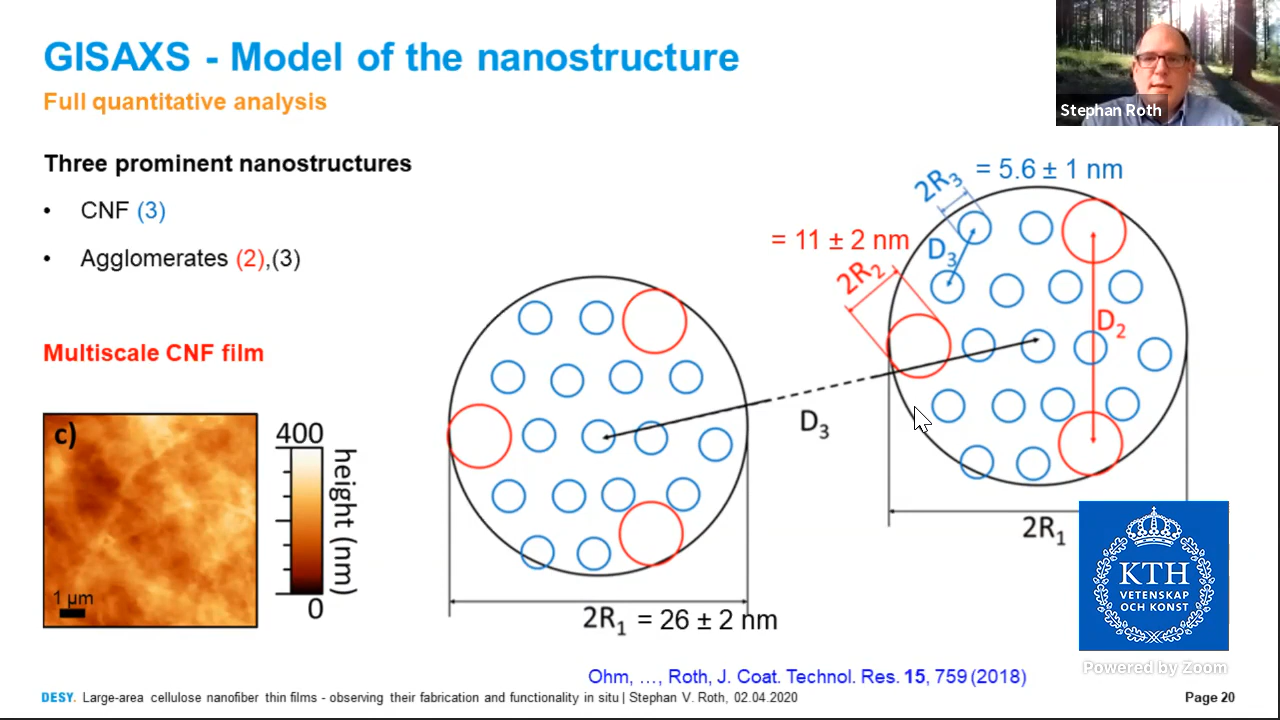 GISAXS - Model of the nanostructure
Full quantitative analysis
Stephan Roth
Three prominent nanostructures
• CNF (3)
• Agglomerates (2),(3)
Multiscale CNF film
c)
1 µm
400
height (nm)
0
2R3 = 5.6 ± 1 nm
= 11 ± 2 nm
2R2
D3
D2
D3
2R1
2R1 = 26 ± 2 nm
KTH
VETENSKAP
OCH KONST
Powered by Zoom
Ohm, …, Roth, J. Coat. Technol. Res. 15, 759 (2018)
DESY. Large-area cellulose nanofiber thin films - observing their fabrication and functionality in situ | Stephan V. Roth, 02.04.2020
Page 20